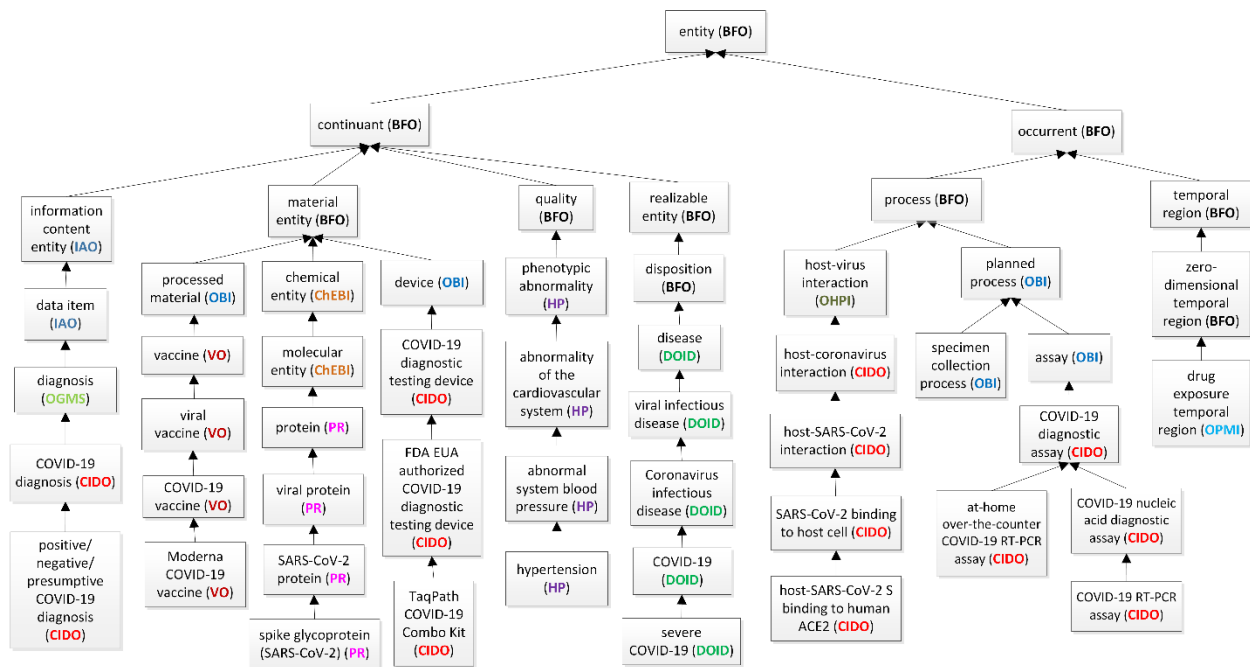 entity (BFO)
continuant (BFO)
occurrent (BFO)
information
content
entity (IAO)
data item
(IAO)
diagnosis
(OGMS)
COVID-19
diagnosis (CIDO)
positive/
negative/
presumptive
COVID-19
diagnosis
(CIDO)
material
entity (BFO)
processed
material (OBI)
vaccine (VO)
viral
vaccine (VO)
COVID-19
vaccine (VO)
Moderna
COVID-19
vaccine (VO)
chemical
entity (ChEBI)
molecular
entity (ChEBI)
protein (PR)
viral protein
(PR)
SARS-CoV-2
protein (PR)
spike glycoprotein
(SARS-CoV-2) (PR)
device (OBI)
COVID-19
diagnostic
testing device
(CIDO)
FDA EUA
authorized
COVID-19
diagnostic
testing device
(CIDO)
TaqPath
COVID-19
Combo Kit
(CIDO)
quality
(BFO)
phenotypic
abnormality
(HP)
abnormality
of the
cardiovascular
system (HP)
abnormal
system blood
pressure (HP)
hypertension
(HP)
realizable
entity (BFO)
disposition
(BFO)
disease
(DOID)
viral infectious
disease (DOID)
Coronavirus
infectious
disease (DOID)
COVID-19
(DOID)
severe
COVID-19 (DOID)
process (BFO)
host-virus
interaction
(OHPI)
host-coronavirus
interaction (CIDO)
host-SARS-CoV-2
interaction (CIDO)
SARS-CoV-2 binding
to host cell (CIDO)
host-SARS-CoV-2 S
binding to human
ACE2 (CIDO)
planned
process (OBI)
specimen
collection
process (OBI)
assay (OBI)
COVID-19
diagnostic
assay (CIDO)
at-home
over-the-counter
COVID-19 RT-PCR
assay (CIDO)
COVID-19 nucleic
acid diagnostic
assay (CIDO)
COVID-19 RT-PCR
assay (CIDO)
temporal
region (BFO)
zero-
dimensional
temporal
region (BFO)
drug
exposure
temporal
region (OPMI)